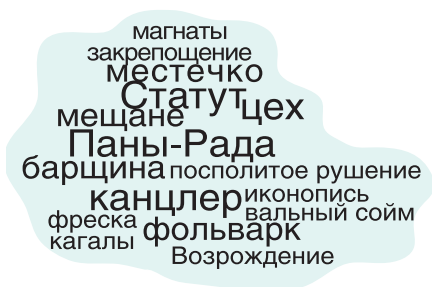 магнаты
закрепощение
местечко
Статут
цех
мещане
Паны-Рада
барщина
посполитое рушение
канцлер
иконопись
вальный сойм
фреска
фольварк
кагалы
Возрождение